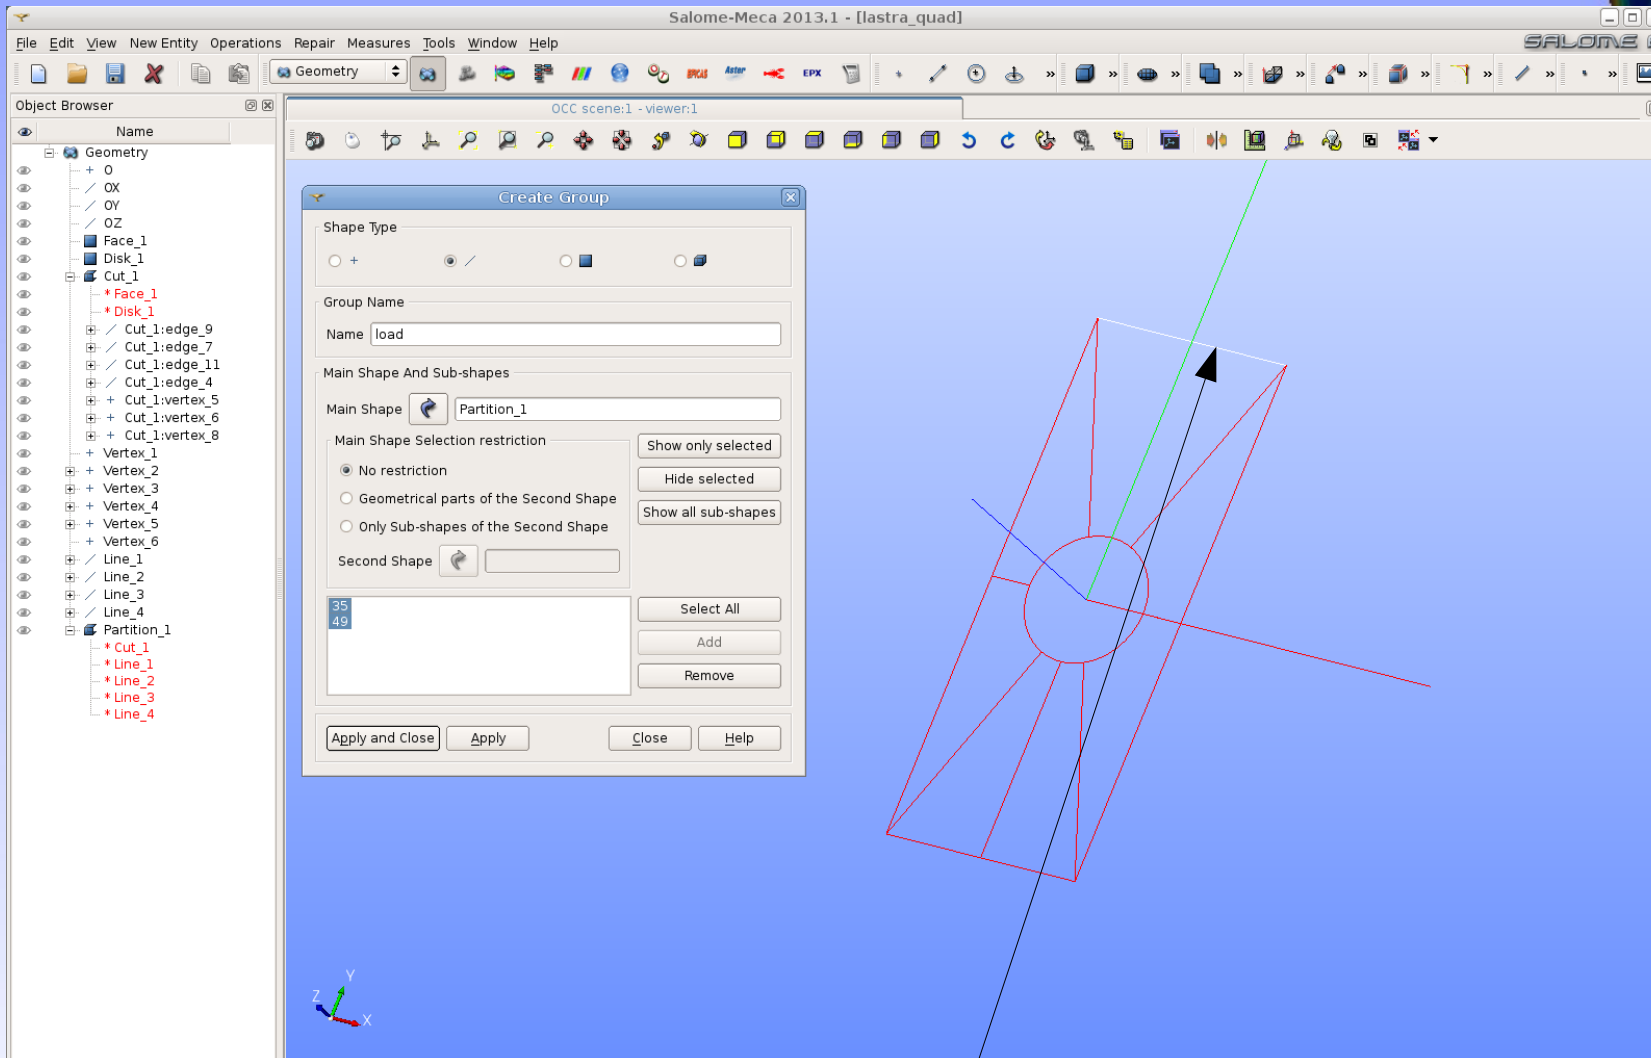 Salome-Meca 2013.1 - [lastra_quad]
File Edit View New Entity Operations Repair Measures Tools Window Help
SALOME
Geometry
EFICAS
Aster
EPX
Object Browser
OCC scene:1 - viewer:1
Name
Geometry
O
OX
OY
OZ
Face_1
Disk_1
Cut_1
* Face_1
* Disk_1
Cut_1:edge_9
Cut_1:edge_7
Cut_1:edge_11
Cut_1:edge_4
Cut_1:vertex_5
Cut_1:vertex_6
Cut_1:vertex_8
Vertex_1
Vertex_2
Vertex_3
Vertex_4
Vertex_5
Vertex_6
Line_1
Line_2
Line_3
Line_4
Partition_1
* Cut_1
* Line_1
* Line_2
* Line_3
* Line_4
Create Group
Shape Type
Group Name
Name load
Main Shape And Sub-shapes
Main Shape Partition_1
Main Shape Selection restriction
No restriction
Geometrical parts of the Second Shape
Only Sub-shapes of the Second Shape
Second Shape
Show only selected
Hide selected
Show all sub-shapes
35
49
Select All
Add
Remove
Apply and Close Apply Close Help
Y
Z
X